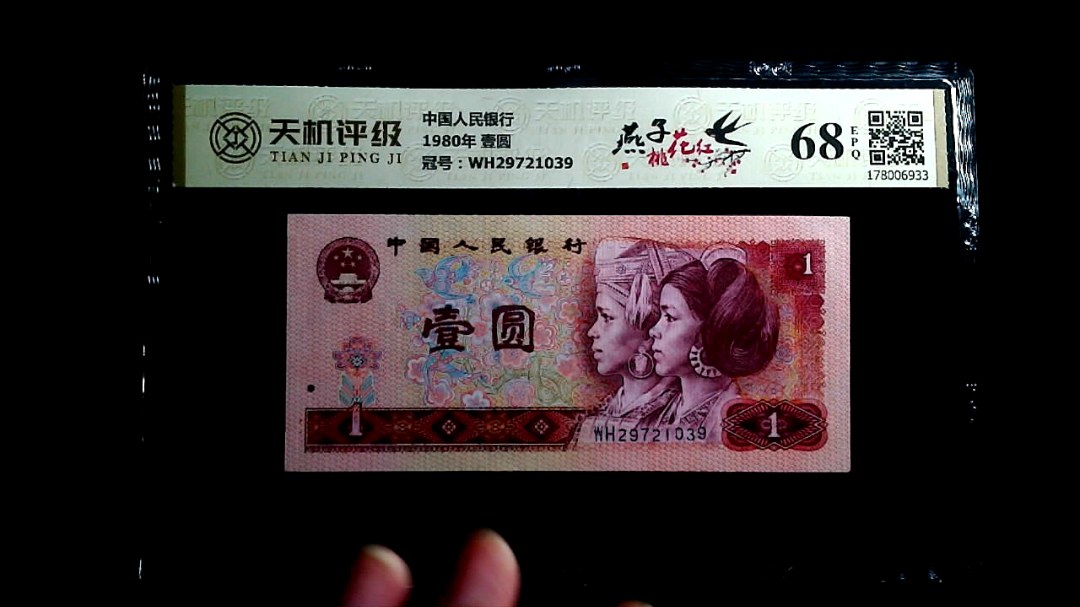 天机评级
TIAN JI PING JI
中国人民银行
1980年 壹圆
冠号：WH29721039
燕子
桃花红
68 EPQ
178006933
中國人民银行
1
壹圆
1
WH29721039
1